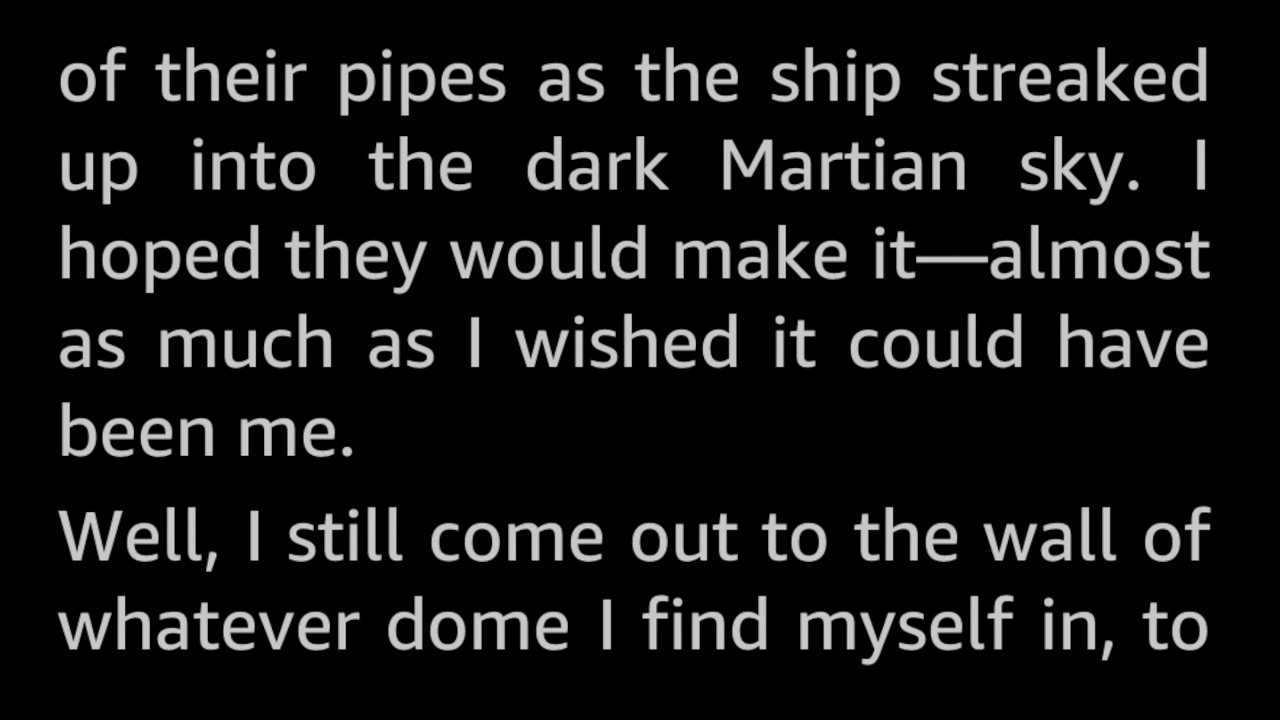 of their pipes as the ship streaked
up into the dark Martian sky. I
hoped they would make it—almost
as much as I wished it could have
been me.
Well, I still come out to the wall of
whatever dome I find myself in, to